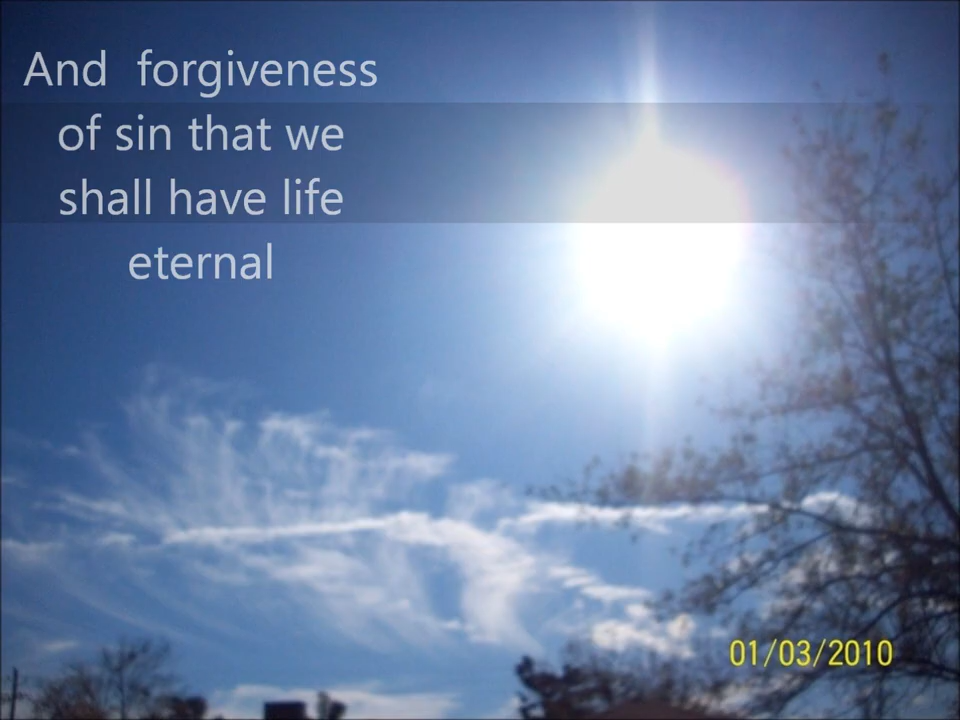 And  forgiveness
of sin that we
shall have life
eternal
01/03/2010